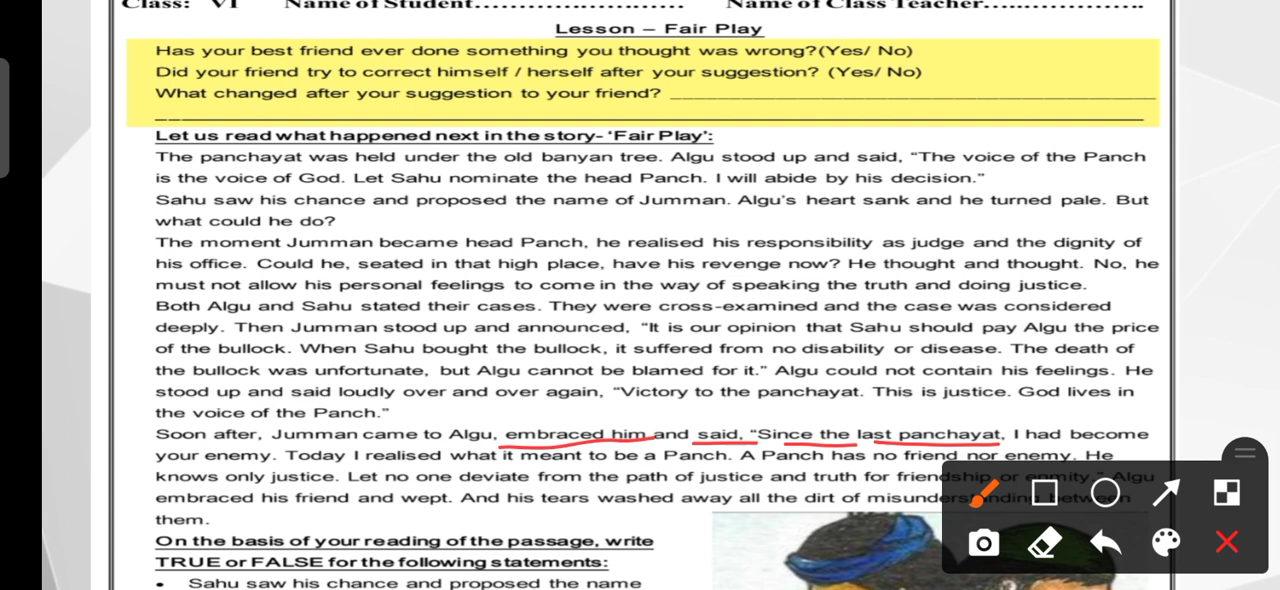 Class: VI Name of Student........................ Name of Class Teacher..................
Lesson – Fair Play
Has your best friend ever done something you thought was wrong?(Yes/ No)
Did your friend try to correct himself / herself after your suggestion? (Yes/ No)
What changed after your suggestion to your friend? ____________________
____________________
Let us read what happened next in the story- ‘Fair Play’:
The panchayat was held under the old banyan tree. Algu stood up and said, “The voice of the Panch
is the voice of God. Let Sahu nominate the head Panch. I will abide by his decision.”
Sahu saw his chance and proposed the name of Jumman. Algu’s heart sank and he turned pale. But
what could he do?
The moment Jumman became head Panch, he realised his responsibility as judge and the dignity of
his office. Could he, seated in that high place, have his revenge now? He thought and thought. No, he
must not allow his personal feelings to come in the way of speaking the truth and doing justice.
Both Algu and Sahu stated their cases. They were cross-examined and the case was considered
deeply. Then Jumman stood up and announced, “It is our opinion that Sahu should pay Algu the price
of the bullock. When Sahu bought the bullock, it suffered from no disability or disease. The death of
the bullock was unfortunate, but Algu cannot be blamed for it.” Algu could not contain his feelings. He
stood up and said loudly over and over again, “Victory to the panchayat. This is justice. God lives in
the voice of the Panch.”
Soon after, Jumman came to Algu, embraced him and said, “Since the last panchayat, I had become
your enemy. Today I realised what it meant to be a Panch. A Panch has no friend nor enemy. He
knows only justice. Let no one deviate from the path of justice and truth for friendship or enmity.” Algu
embraced his friend and wept. And his tears washed away all the dirt of misunderstanding between
them.
On the basis of your reading of the passage, write
TRUE or FALSE for the following statements:
• Sahu saw his chance and proposed the name